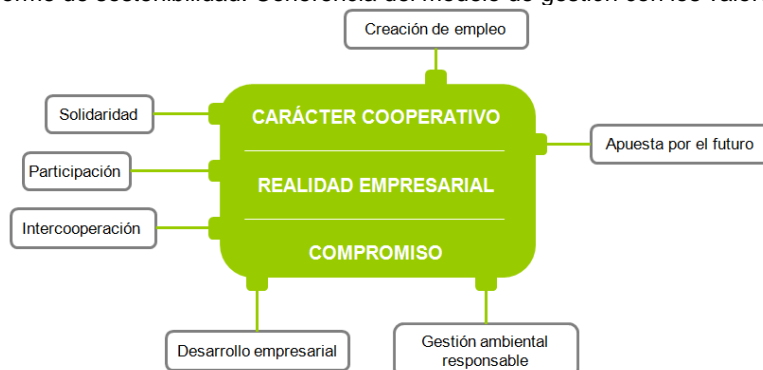 de sostenibilidad. Coherencia del modelo de gestión con los
Creación de empleo
Solidaridad
CARÁCTER COOPERATIVO
Apuesta por el futuro
Participación
REALIDAD EMPRESARIAL
Intercooperación
COMPROMISO
Desarrollo empresarial
Gestión ambiental
responsable